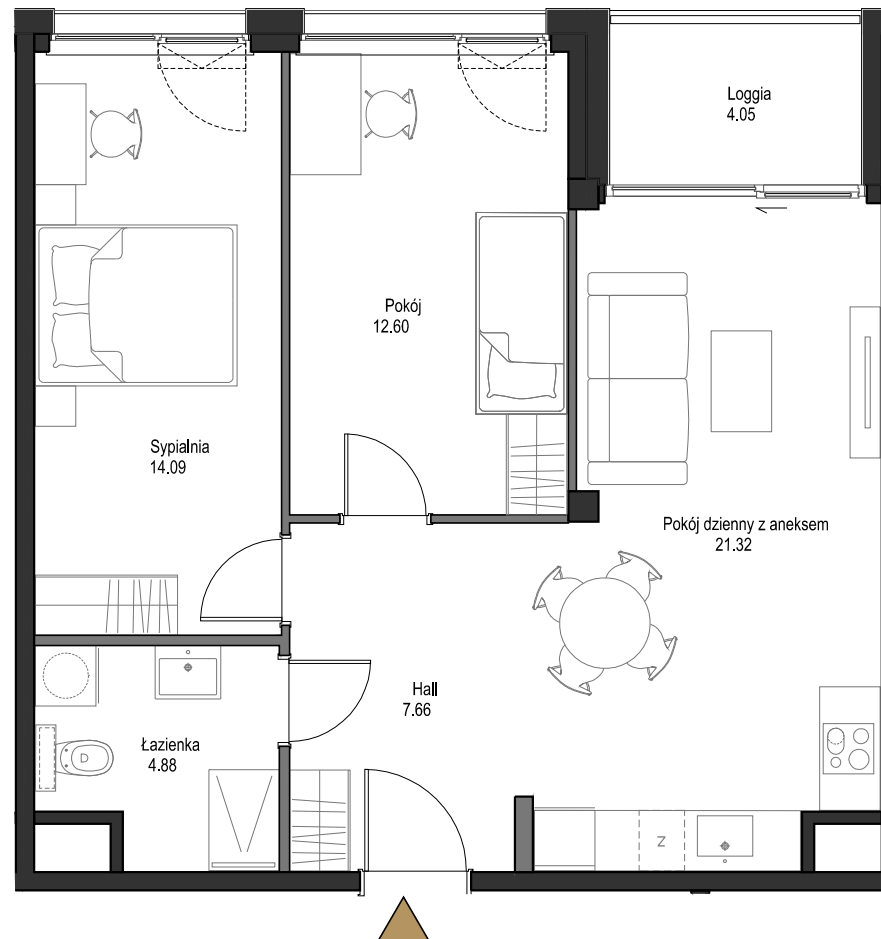 Loggia
4.05
Pokój
12.60
Sypialnia
14.09
Pokój dzienny z aneksem
21.32
Hall
7.66
Łazienka
4.88
Z